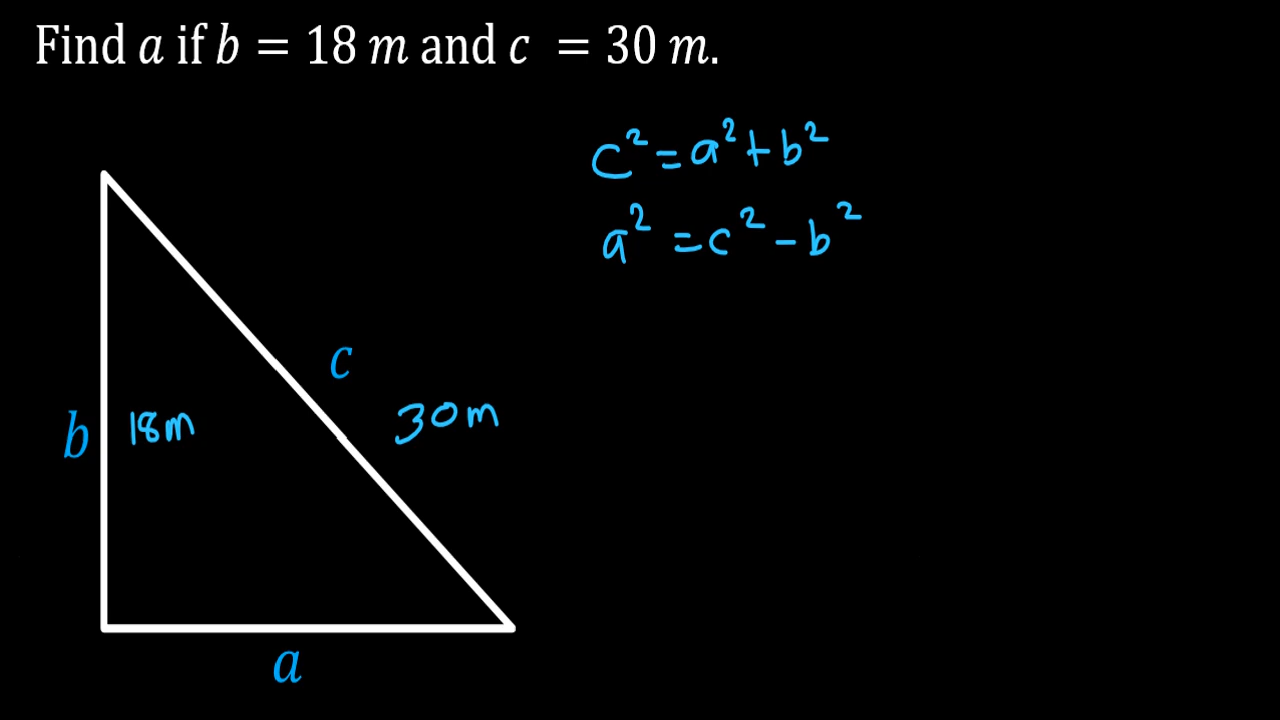 Find a if b = 18 m and c = 30 m.
c² = a² + b²
a² = c² - b²
c
30m
b
18m
a